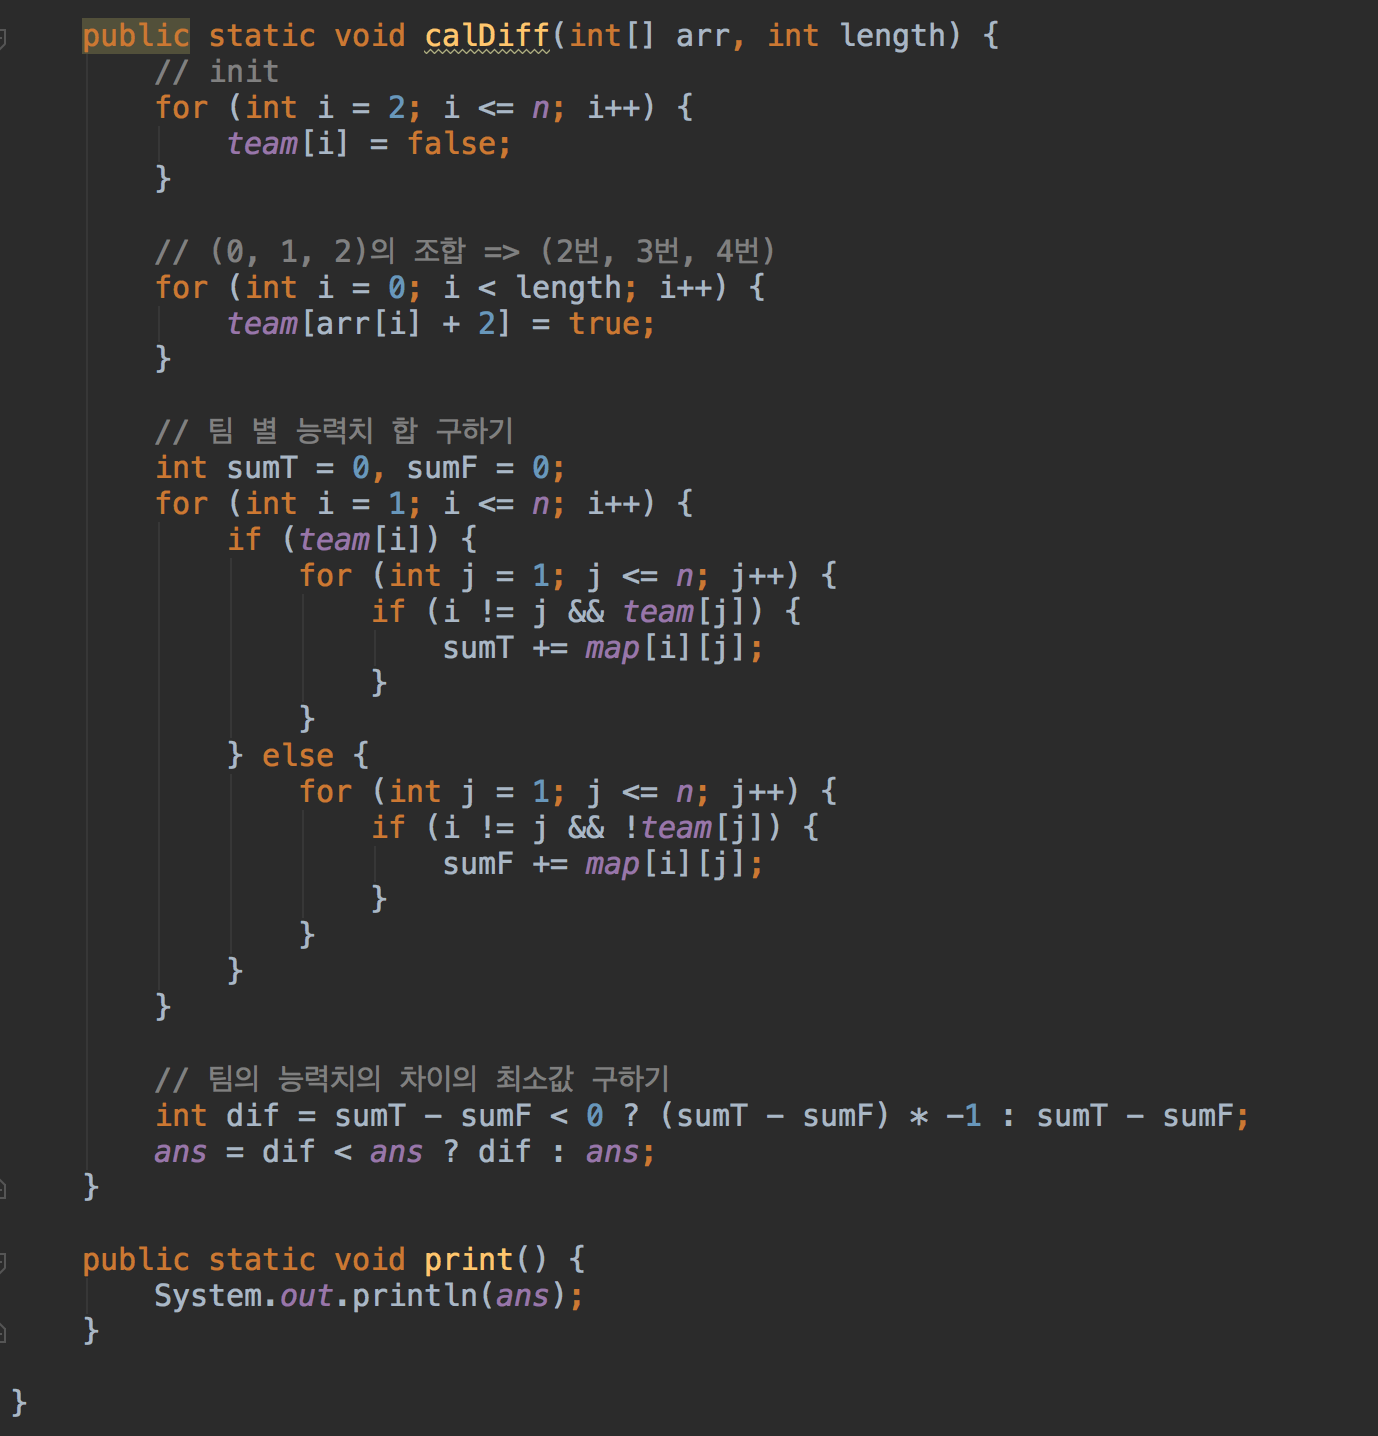 public static void calDiff(int[] arr, int length) {
    // init
    for (int i = 2; i <= n; i++) {
        team[i] = false;
    }

    // (0, 1, 2)의 조합 => (2번, 3번, 4번)
    for (int i = 0; i < length; i++) {
        team[arr[i] + 2] = true;
    }

    // 팀 별 능력치 합 구하기
    int sumT = 0, sumF = 0;
    for (int i = 1; i <= n; i++) {
        if (team[i]) {
            for (int j = 1; j <= n; j++) {
                if (i != j && team[j]) {
                    sumT += map[i][j];
                }
            }
        } else {
            for (int j = 1; j <= n; j++) {
                if (i != j && !team[j]) {
                    sumF += map[i][j];
                }
            }
        }
    }

    // 팀의 능력치의 차이의 최소값 구하기
    int dif = sumT - sumF < 0 ? (sumT - sumF) * -1 : sumT - sumF;
    ans = dif < ans ? dif : ans;
}

public static void print() {
    System.out.println(ans);
}

}